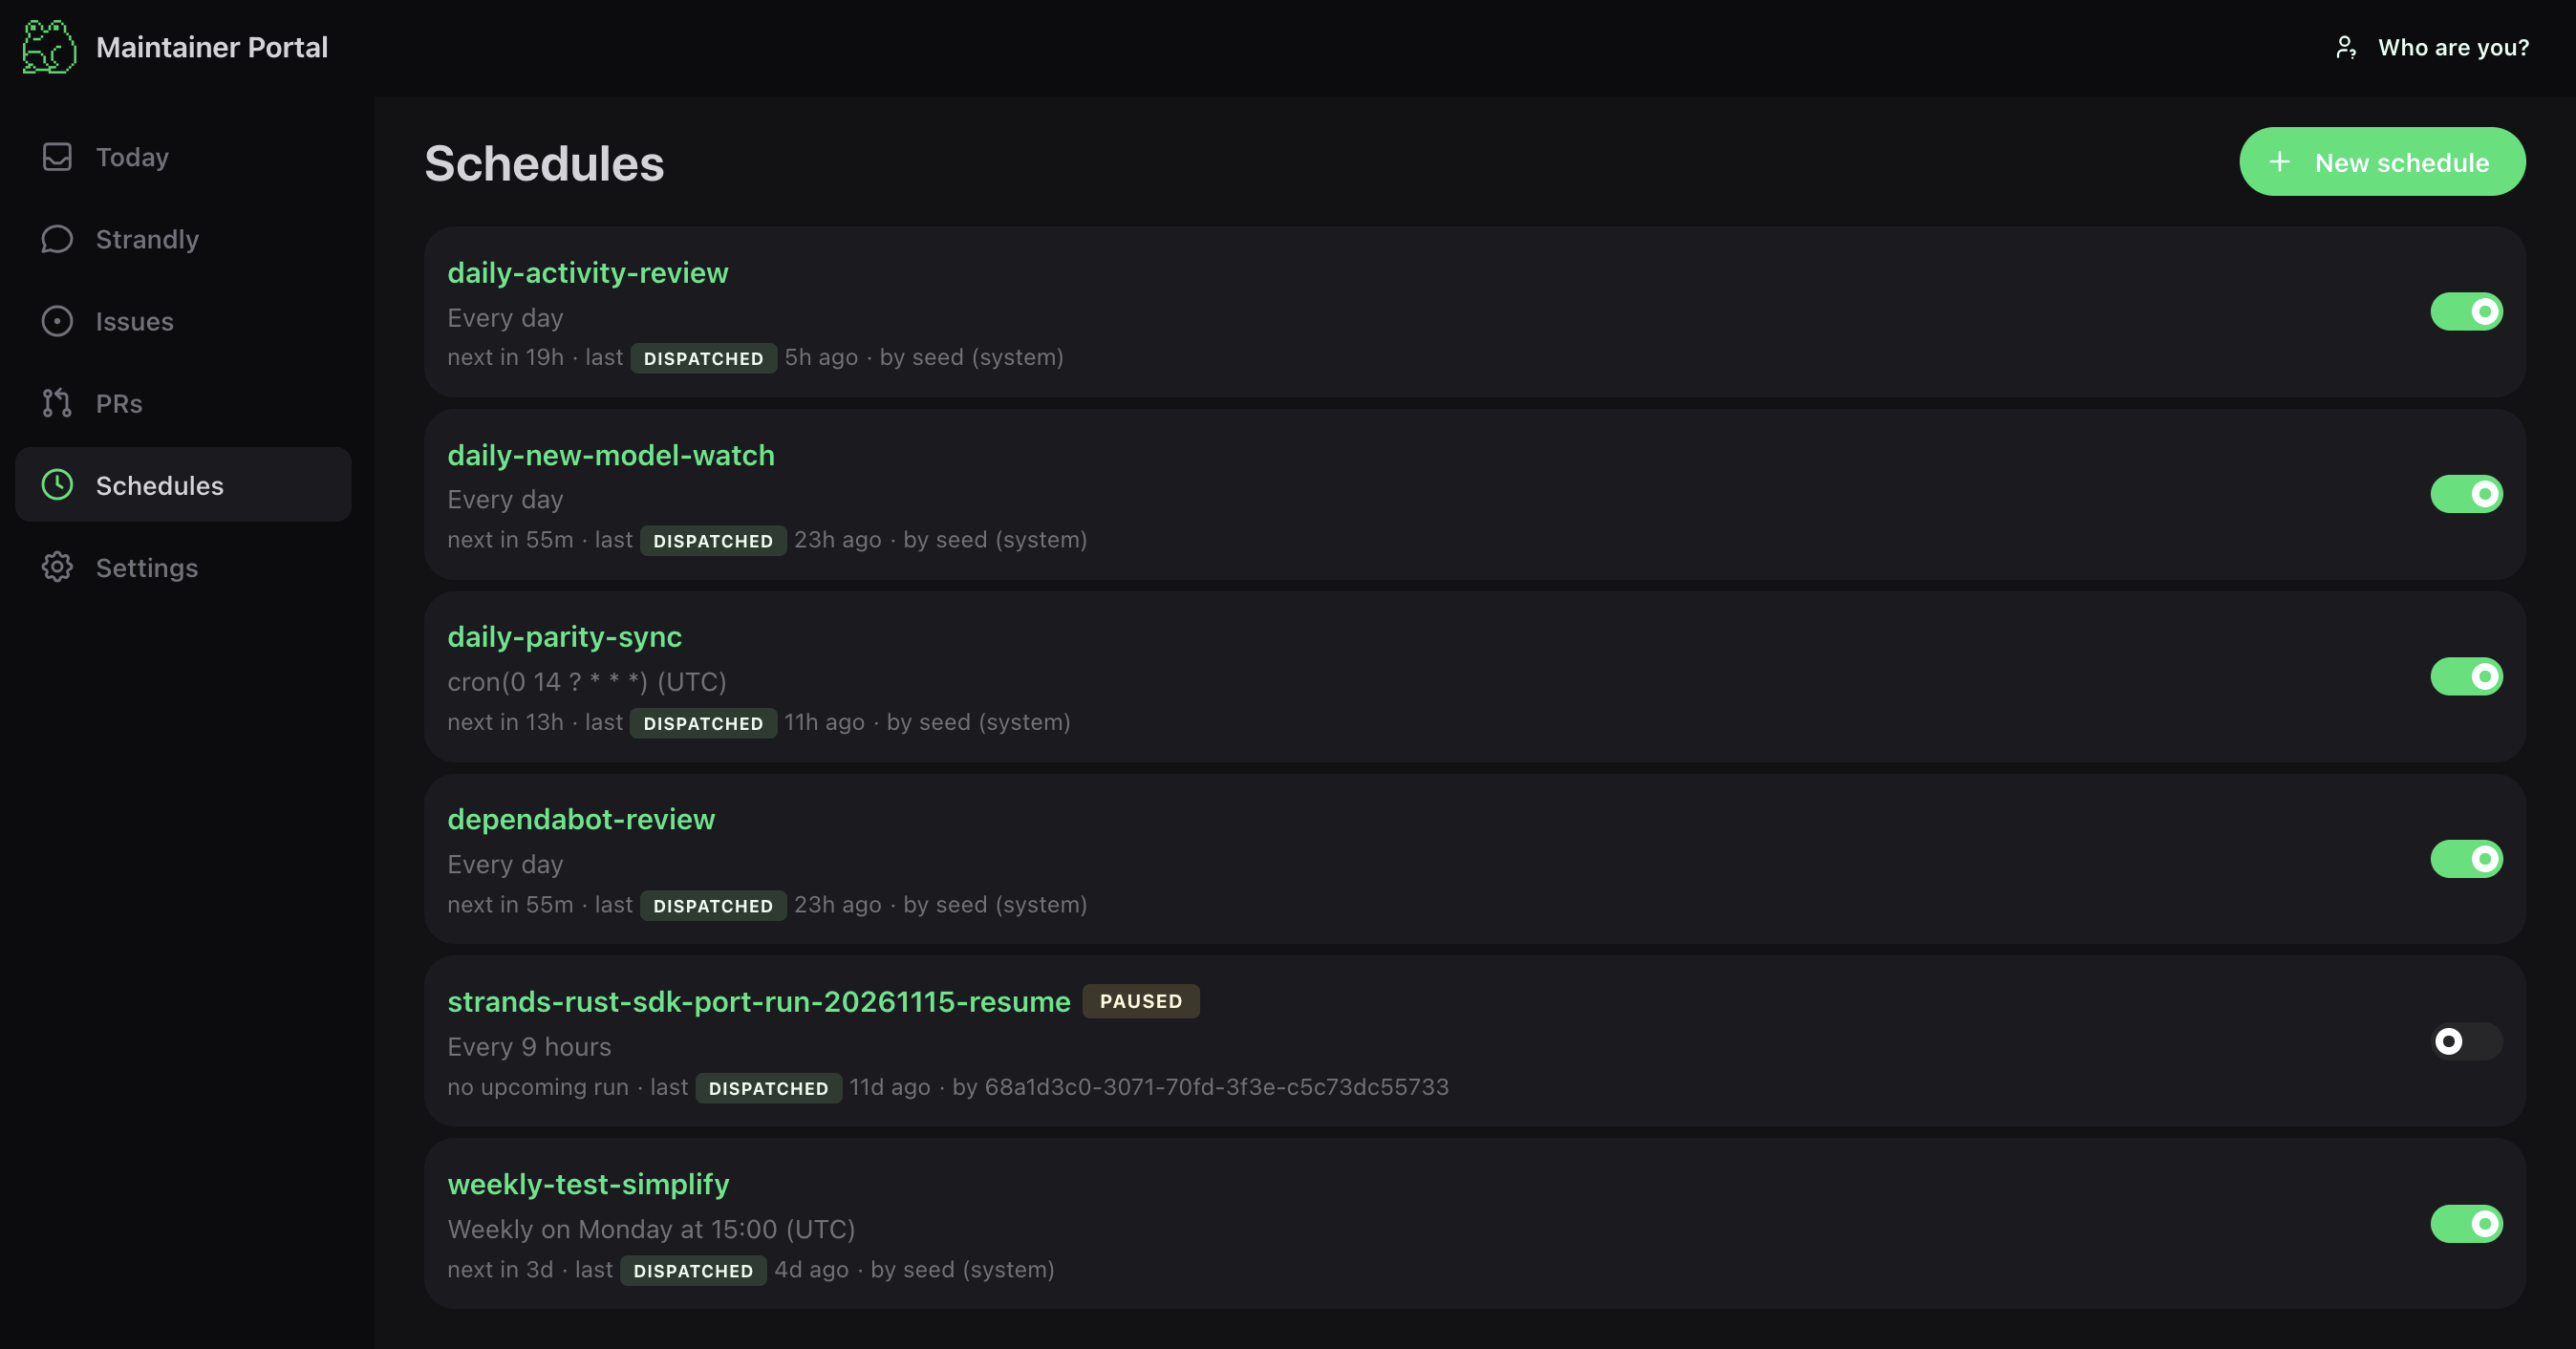 Maintainer Portal
Who are you?
Today
Strandly
Issues
PRs
Schedules
Settings
Schedules
+ New schedule
daily-activity-review
Every day
next in 19h · last DISPATCHED 5h ago · by seed (system)
daily-new-model-watch
Every day
next in 55m · last DISPATCHED 23h ago · by seed (system)
daily-parity-sync
cron(0 14 ? * * *) (UTC)
next in 13h · last DISPATCHED 11h ago · by seed (system)
dependabot-review
Every day
next in 55m · last DISPATCHED 23h ago · by seed (system)
strands-rust-sdk-port-run-20261115-resume PAUSED
Every 9 hours
no upcoming run · last DISPATCHED 11d ago · by 68a1d3c0-3071-70fd-3f3e-c5c73dc55733
weekly-test-simplify
Weekly on Monday at 15:00 (UTC)
next in 3d · last DISPATCHED 4d ago · by seed (system)